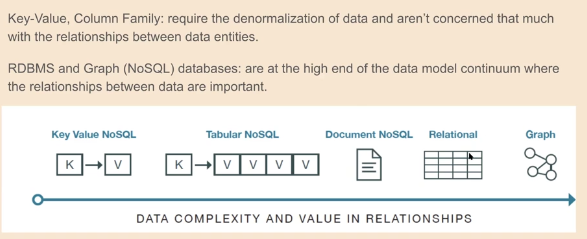 Key-Value, Column Family: require the denormalization of data and aren't concerned that much
with the relationships between data entities.
RDBMS and Graph (NoSQL) databases: are at the high end of the data model continuum where
the relationships between data are important.
Key Value NoSQL Tabular NoSQL Document NoSQL Relational Graph
K V K V V V V
DATA COMPLEXITY AND VALUE IN RELATIONSHIPS